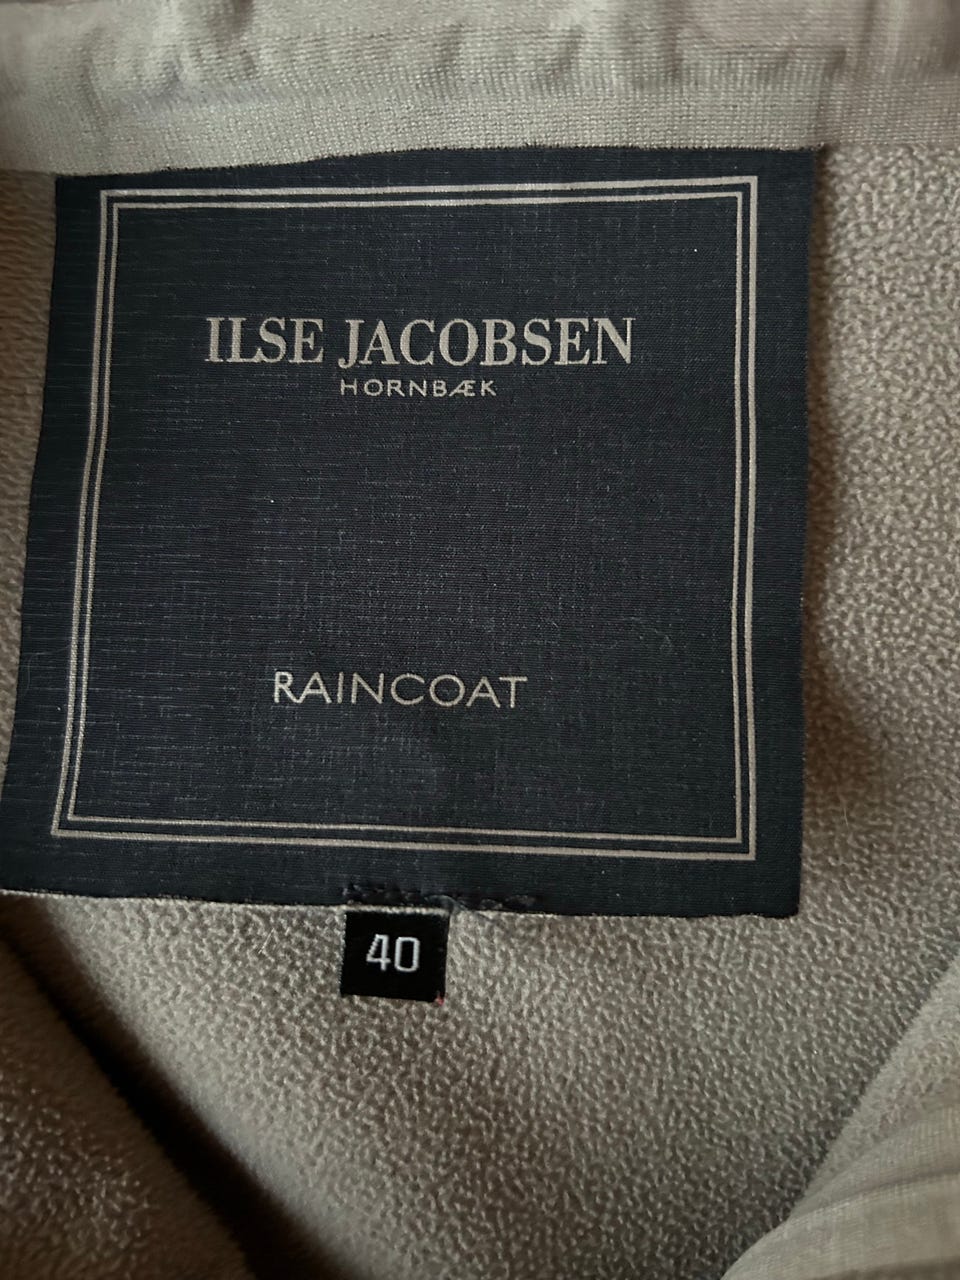 ILSE JACOBSEN
HORNBÆK
RAINCOAT
40